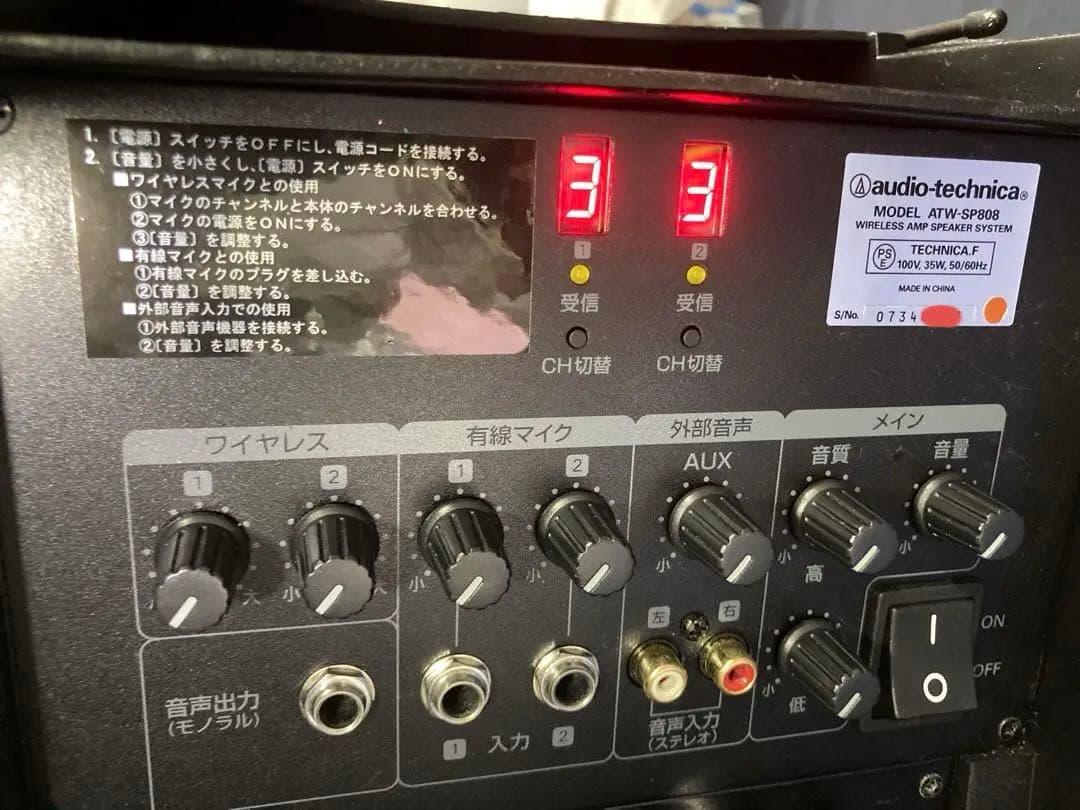 1. 〔電源〕スイッチをOFFにし、電源コードを接続する。
2. 〔音量〕を小さくし、〔電源〕スイッチをONにする。
■ワイヤレスマイクとの使用
①マイクのチャンネルと本体のチャンネルを合わせる。
②マイクの電源をONにする。
③〔音量〕を調整する。
■有線マイクとの使用
①有線マイクのプラグを差し込む。
②〔音量〕を調整する。
■外部音声入力での使用
①外部音声機器を接続する。
②〔音量〕を調整する。
3 3
1 2
受信 受信
CH切替 CH切替
audio-technica®
MODEL ATW-SP808
WIRELESS AMP SPEAKER SYSTEM
PSE TECHNICA.F
100V, 35W, 50/60Hz
MADE IN CHINA
S/No. 0734
ワイヤレス 有線マイク 外部音声 メイン
1 2 1 2 AUX 音質 音量
大 小 小 小 小 小 小
高
左 右
ON
OFF
小 低
音声出力
(モノラル)
1 入力 2
音声入力
(ステレオ)